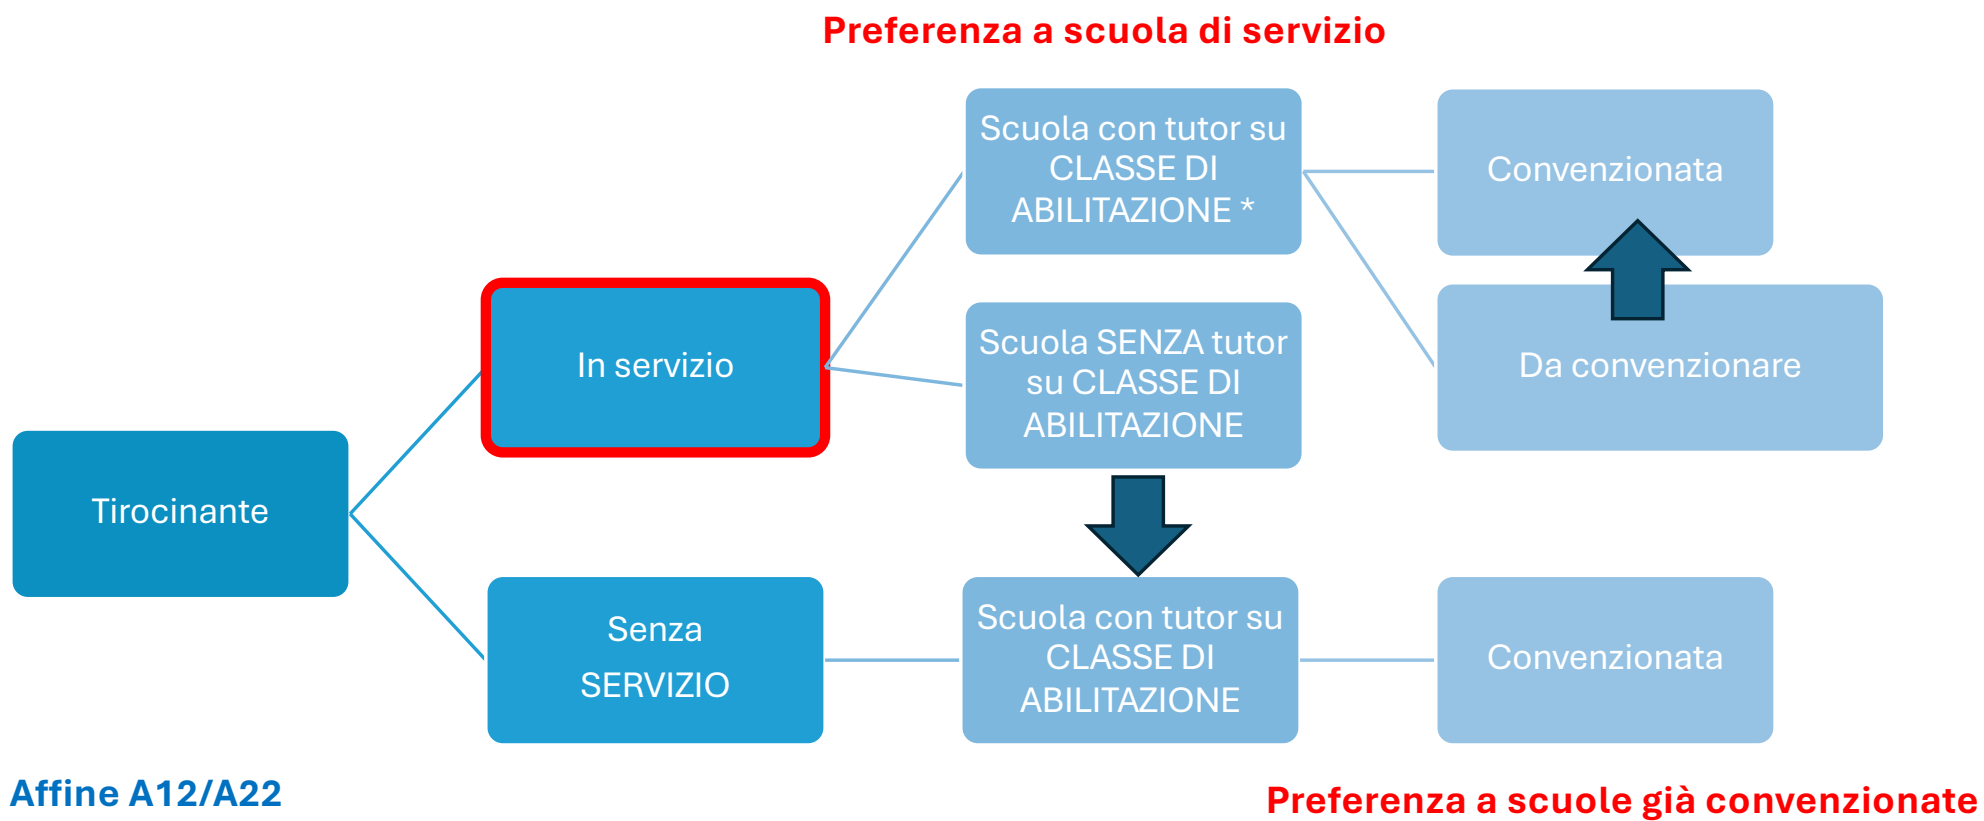 Preferenza a scuola di servizio
Scuola con tutor su
CLASSE DI
ABILITAZIONE *
Convenzionata
In servizio
Scuola SENZA tutor
su CLASSE DI
ABILITAZIONE
Da convenzionare
Tirocinante
Senza
SERVIZIO
Scuola con tutor su
CLASSE DI
ABILITAZIONE
Convenzionata
Affine A12/A22
Preferenza a scuole già convenzionate